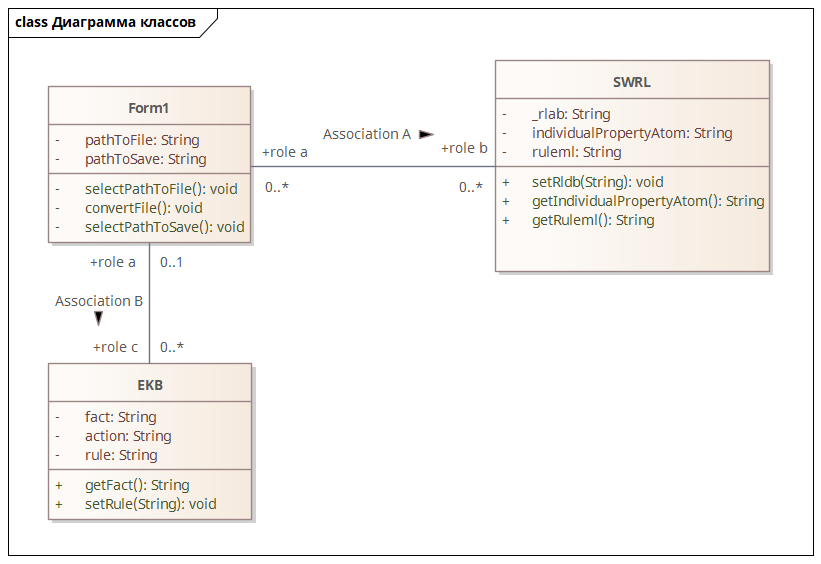 class Диаграмма классов
Form1
- pathToFile: String
- pathToSave: String
- selectPathToFile(): void
- convertFile(): void
- selectPathToSave(): void
Association A
+role a
+role b
0..*
0..*
SWRL
- _rlab: String
- individualPropertyAtom: String
- ruleml: String
+ setRldb(String): void
+ getIndividualPropertyAtom(): String
+ getRuleml(): String
+role a
0..1
Association B
+role c
0..*
EKB
- fact: String
- action: String
- rule: String
+ getFact(): String
+ setRule(String): void